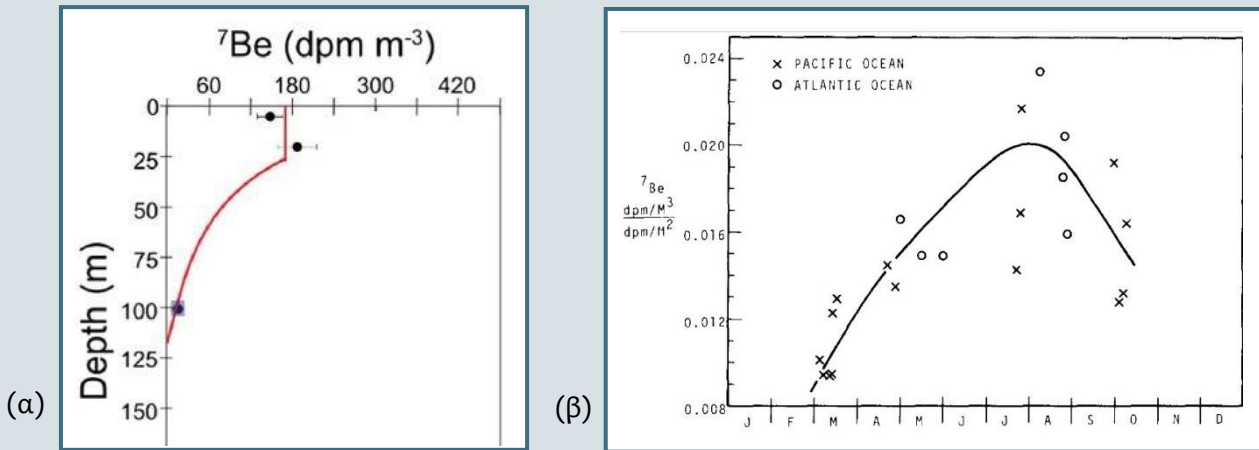 ⁷Be (dpm m⁻³)
60 180 300 420
0
25
50
75
100
125
150
Depth (m)
(α)
0.024
× PACIFIC OCEAN
o ATLANTIC OCEAN
0.020
⁷Be
dpm/M³
dpm/M²
0.016
0.012
0.008
J F M A M J J A S O N D
(β)